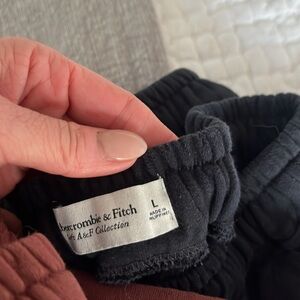 bercrombie & Fitch
A&F Collection
L
MADE IN